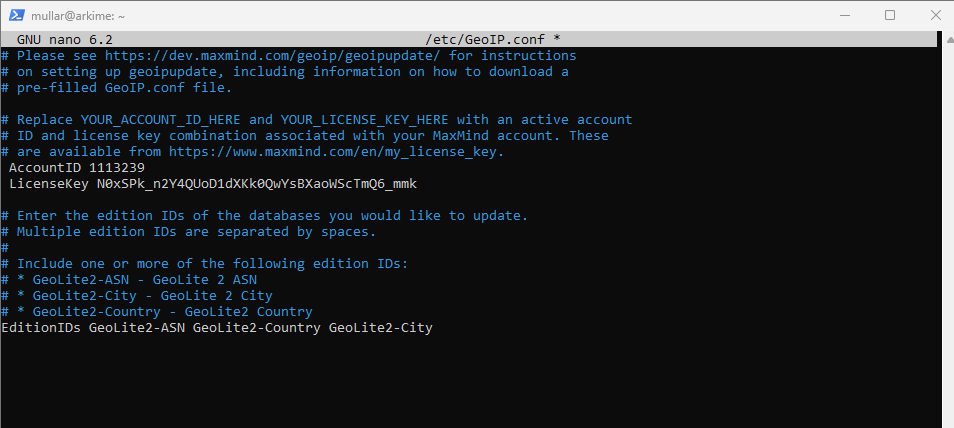 mullar@arkime: ~
GNU nano 6.2 /etc/GeoIP.conf *
# Please see https://dev.maxmind.com/geoip/geoipupdate/ for instructions
# on setting up geoipupdate, including information on how to download a
# pre-filled GeoIP.conf file.
# Replace YOUR_ACCOUNT_ID_HERE and YOUR_LICENSE_KEY_HERE with an active account
# ID and license key combination associated with your MaxMind account. These
# are available from https://www.maxmind.com/en/my_license_key.
AccountID 1113239
LicenseKey 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
# Enter the edition IDs of the databases you would like to update.
# Multiple edition IDs are separated by spaces.
#
# Include one or more of the following edition IDs:
# * GeoLite2-ASN - GeoLite 2 ASN
# * GeoLite2-City - GeoLite 2 City
# * GeoLite2-Country - GeoLite2 Country
EditionIDs GeoLite2-ASN GeoLite2-Country GeoLite2-City